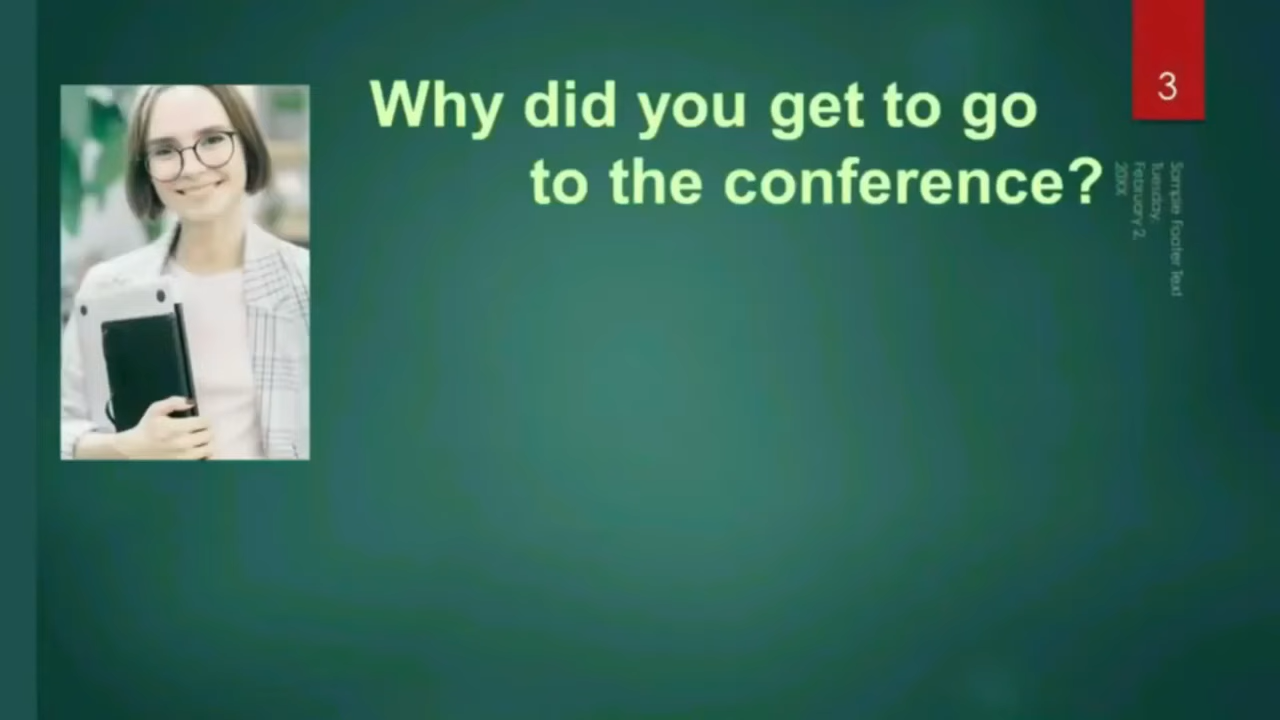 Why did you get to go
to the conference?
3
Sample Footer Text
Tuesday,
February 2,
20XX